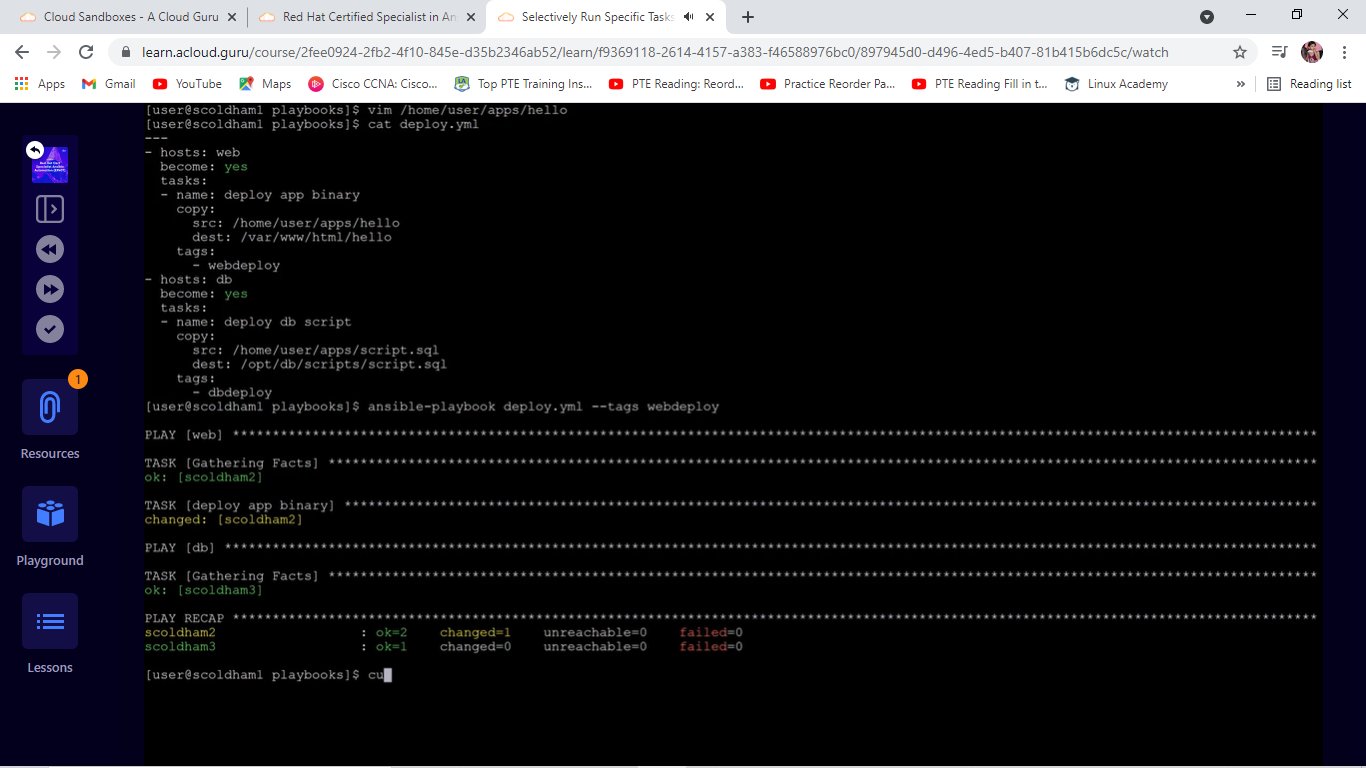 Cloud Sandboxes - A Cloud Guru
Red Hat Certified Specialist in An
Selectively Run Specific Tasks
learn.acloud.guru/course/2fee0924-2fb2-4f10-845e-d35b2346ab52/learn/f9369118-2614-4157-a383-f46588976bc0/897945d0-d496-4ed5-b407-81b415b6dc5c/watch
Apps
Gmail
YouTube
Maps
Cisco CCNA: Cisco...
Top PTE Training Ins...
PTE Reading: Reord...
Practice Reorder Pa...
PTE Reading Fill in t...
Linux Academy
»
Reading list
1
Resources
Playground
Lessons
[user@scoldham1 playbooks]$ vim /home/user/apps/hello
[user@scoldham1 playbooks]$ cat deploy.yml
---
- hosts: web
  become: yes
  tasks:
  - name: deploy app binary
    copy:
      src: /home/user/apps/hello
      dest: /var/www/html/hello
    tags:
      - webdeploy
- hosts: db
  become: yes
  tasks:
  - name: deploy db script
    copy:
      src: /home/user/apps/script.sql
      dest: /opt/db/scripts/script.sql
    tags:
      - dbdeploy
[user@scoldham1 playbooks]$ ansible-playbook deploy.yml --tags webdeploy
PLAY [web] ****************************************************************************************************************************************
TASK [Gathering Facts] ****************************************************************************************************************************
ok: [scoldham2]
TASK [deploy app binary] **************************************************************************************************************************
changed: [scoldham2]
PLAY [db] *****************************************************************************************************************************************
TASK [Gathering Facts] ****************************************************************************************************************************
ok: [scoldham3]
PLAY RECAP ****************************************************************************************************************************************
scoldham2 : ok=2 changed=1 unreachable=0 failed=0
scoldham3 : ok=1 changed=0 unreachable=0 failed=0
[user@scoldham1 playbooks]$ cu